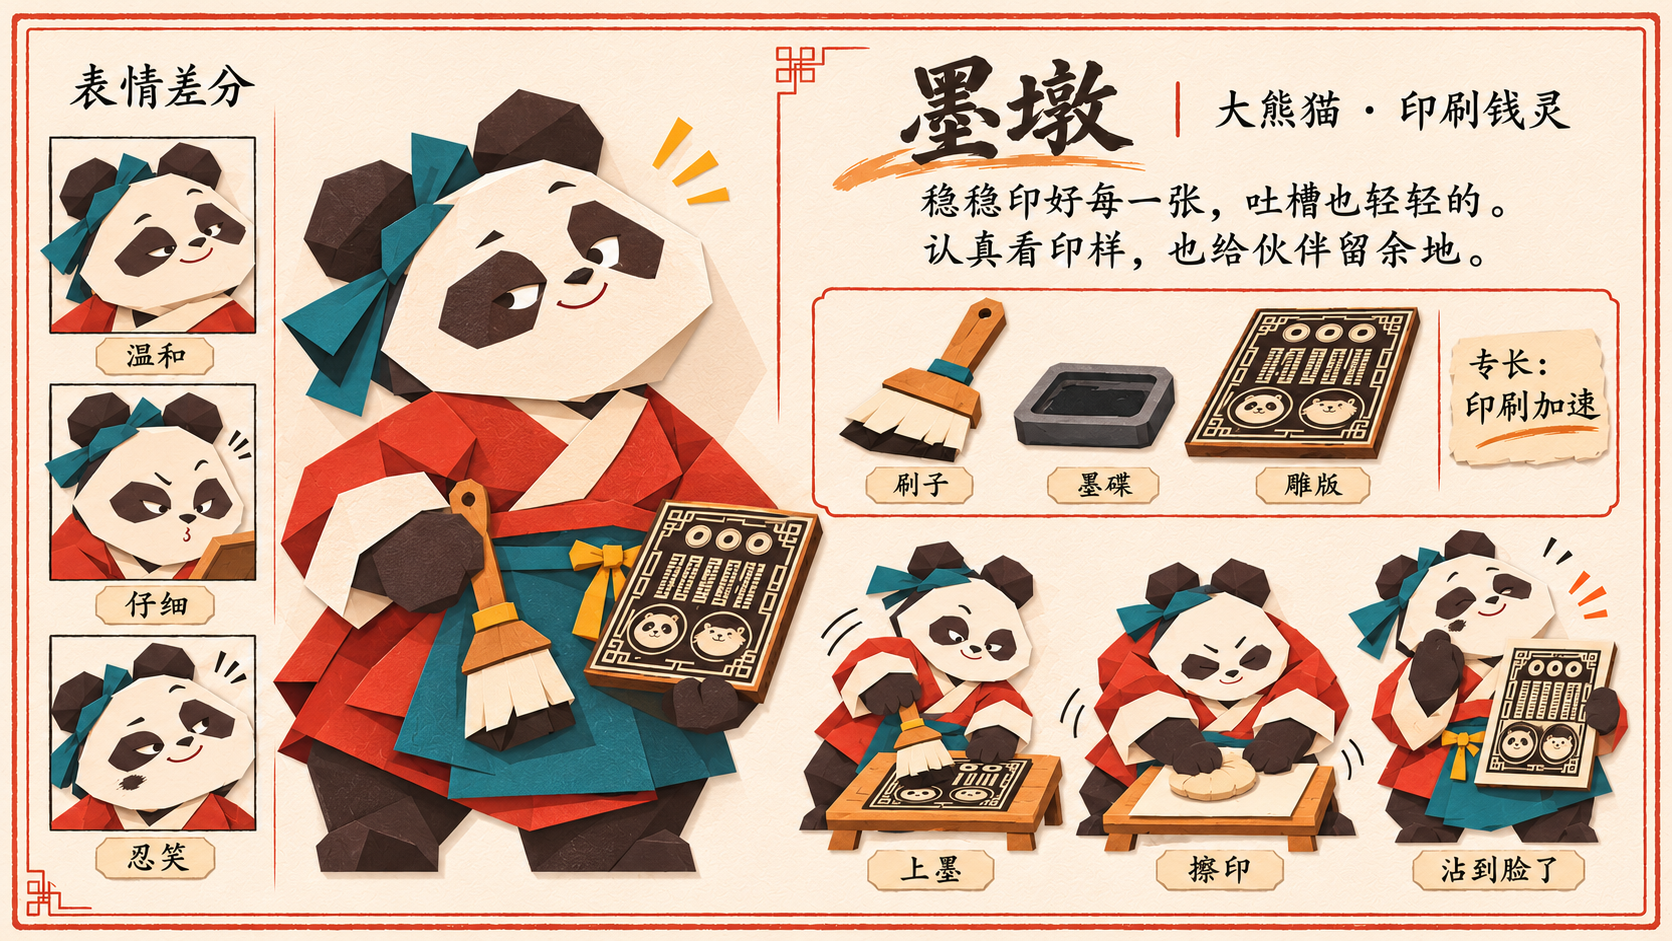 表情差分
温和
仔细
忍笑
墨墩
大熊猫·印刷钱灵
稳稳印好每一张，吐槽也轻轻的。
认真看印样，也给伙伴留余地。
刷子
墨碟
雕版
专长：
印刷加速
上墨
擦印
沾到脸了